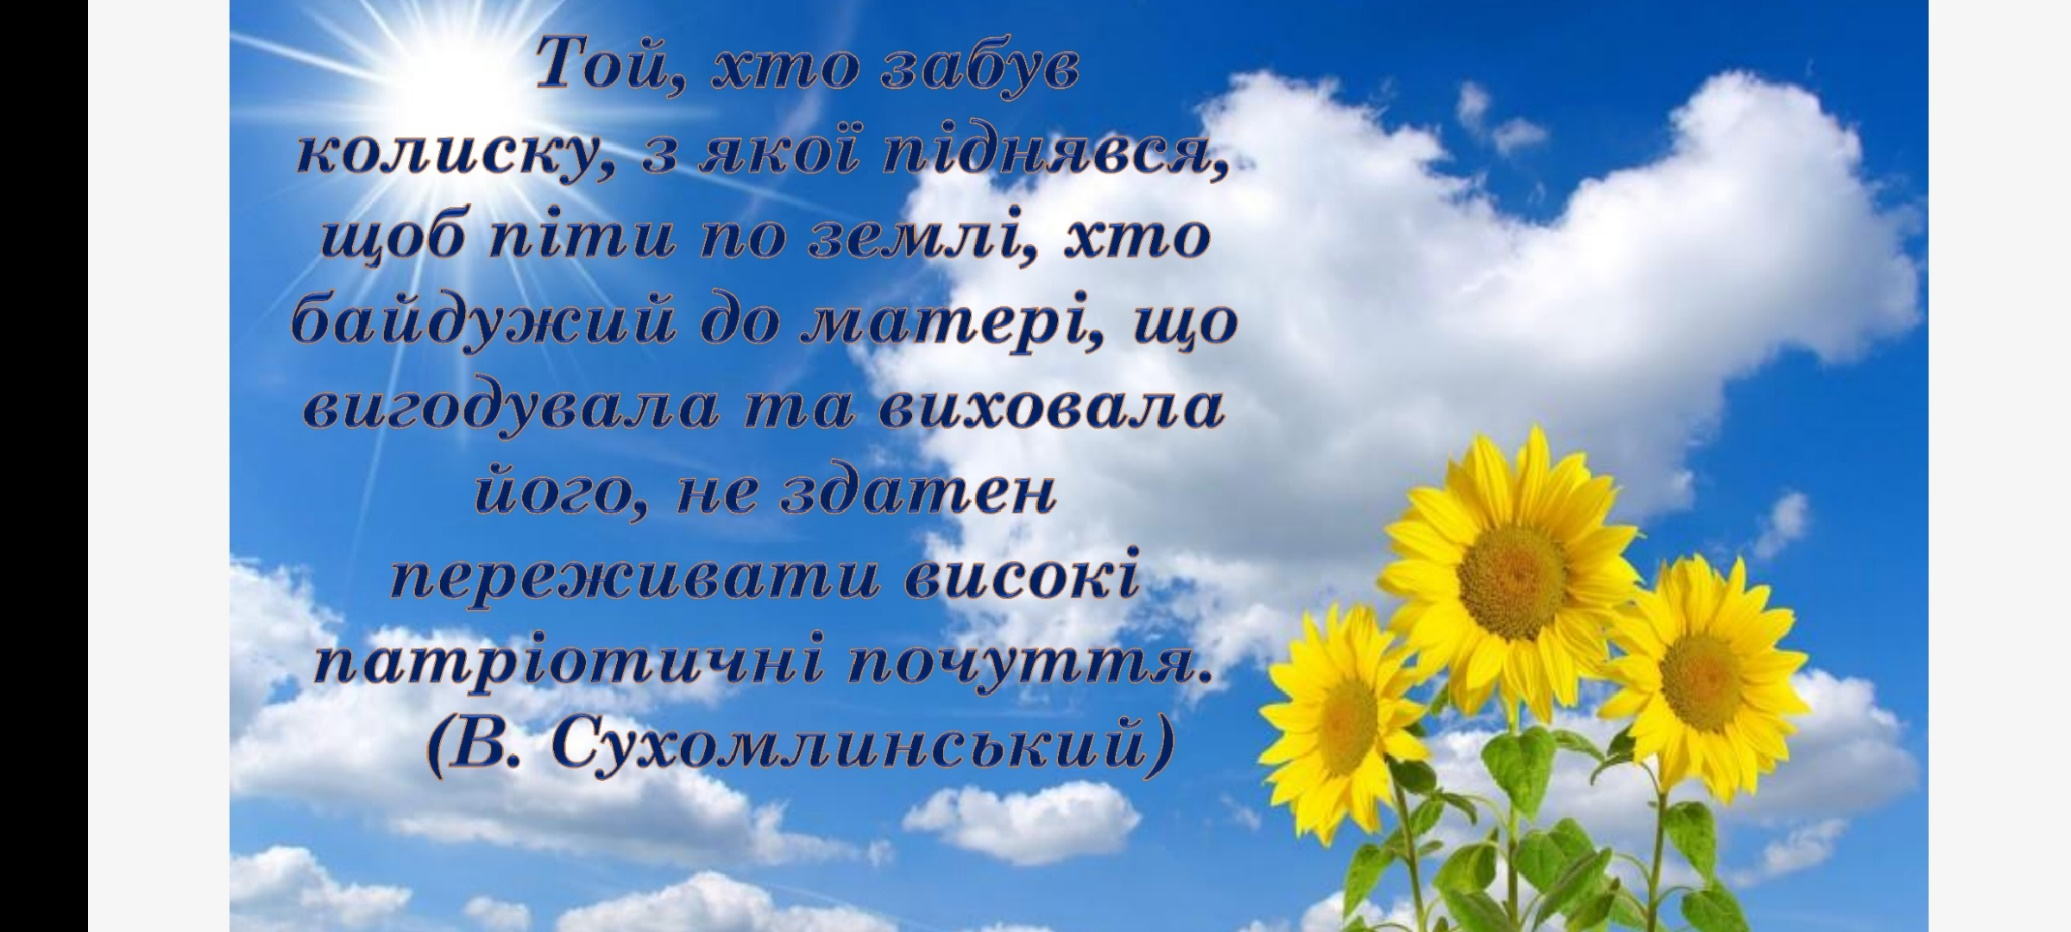 Той, хто забув
колиску, з якої піднявся,
щоб піти по землі, хто
байдужий до матері, що
вигодувала та виховала
його, не здатен
переживати високі
патріотичні почуття.
(В. Сухомлинський)